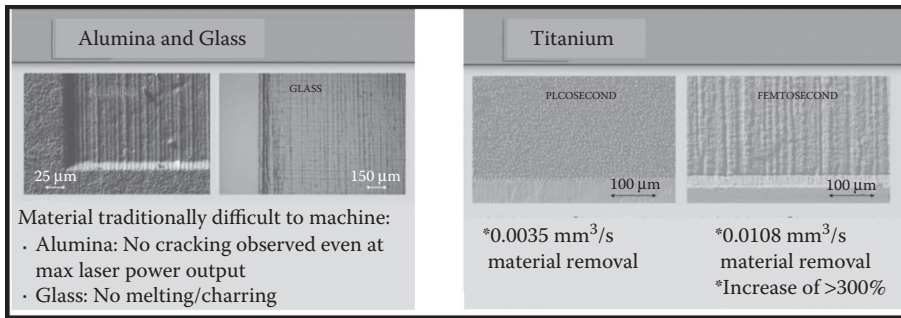 Alumina and Glass
GLASS
25 µm
150 µm
Material traditionally difficult to machine:
· Alumina: No cracking observed even at
max laser power output
· Glass: No melting/charring
Titanium
PLCOSECOND
FEMTOSECOND
100 µm
100 µm
*0.0035 mm³/s
material removal
*0.0108 mm³/s
material removal
*Increase of >300%